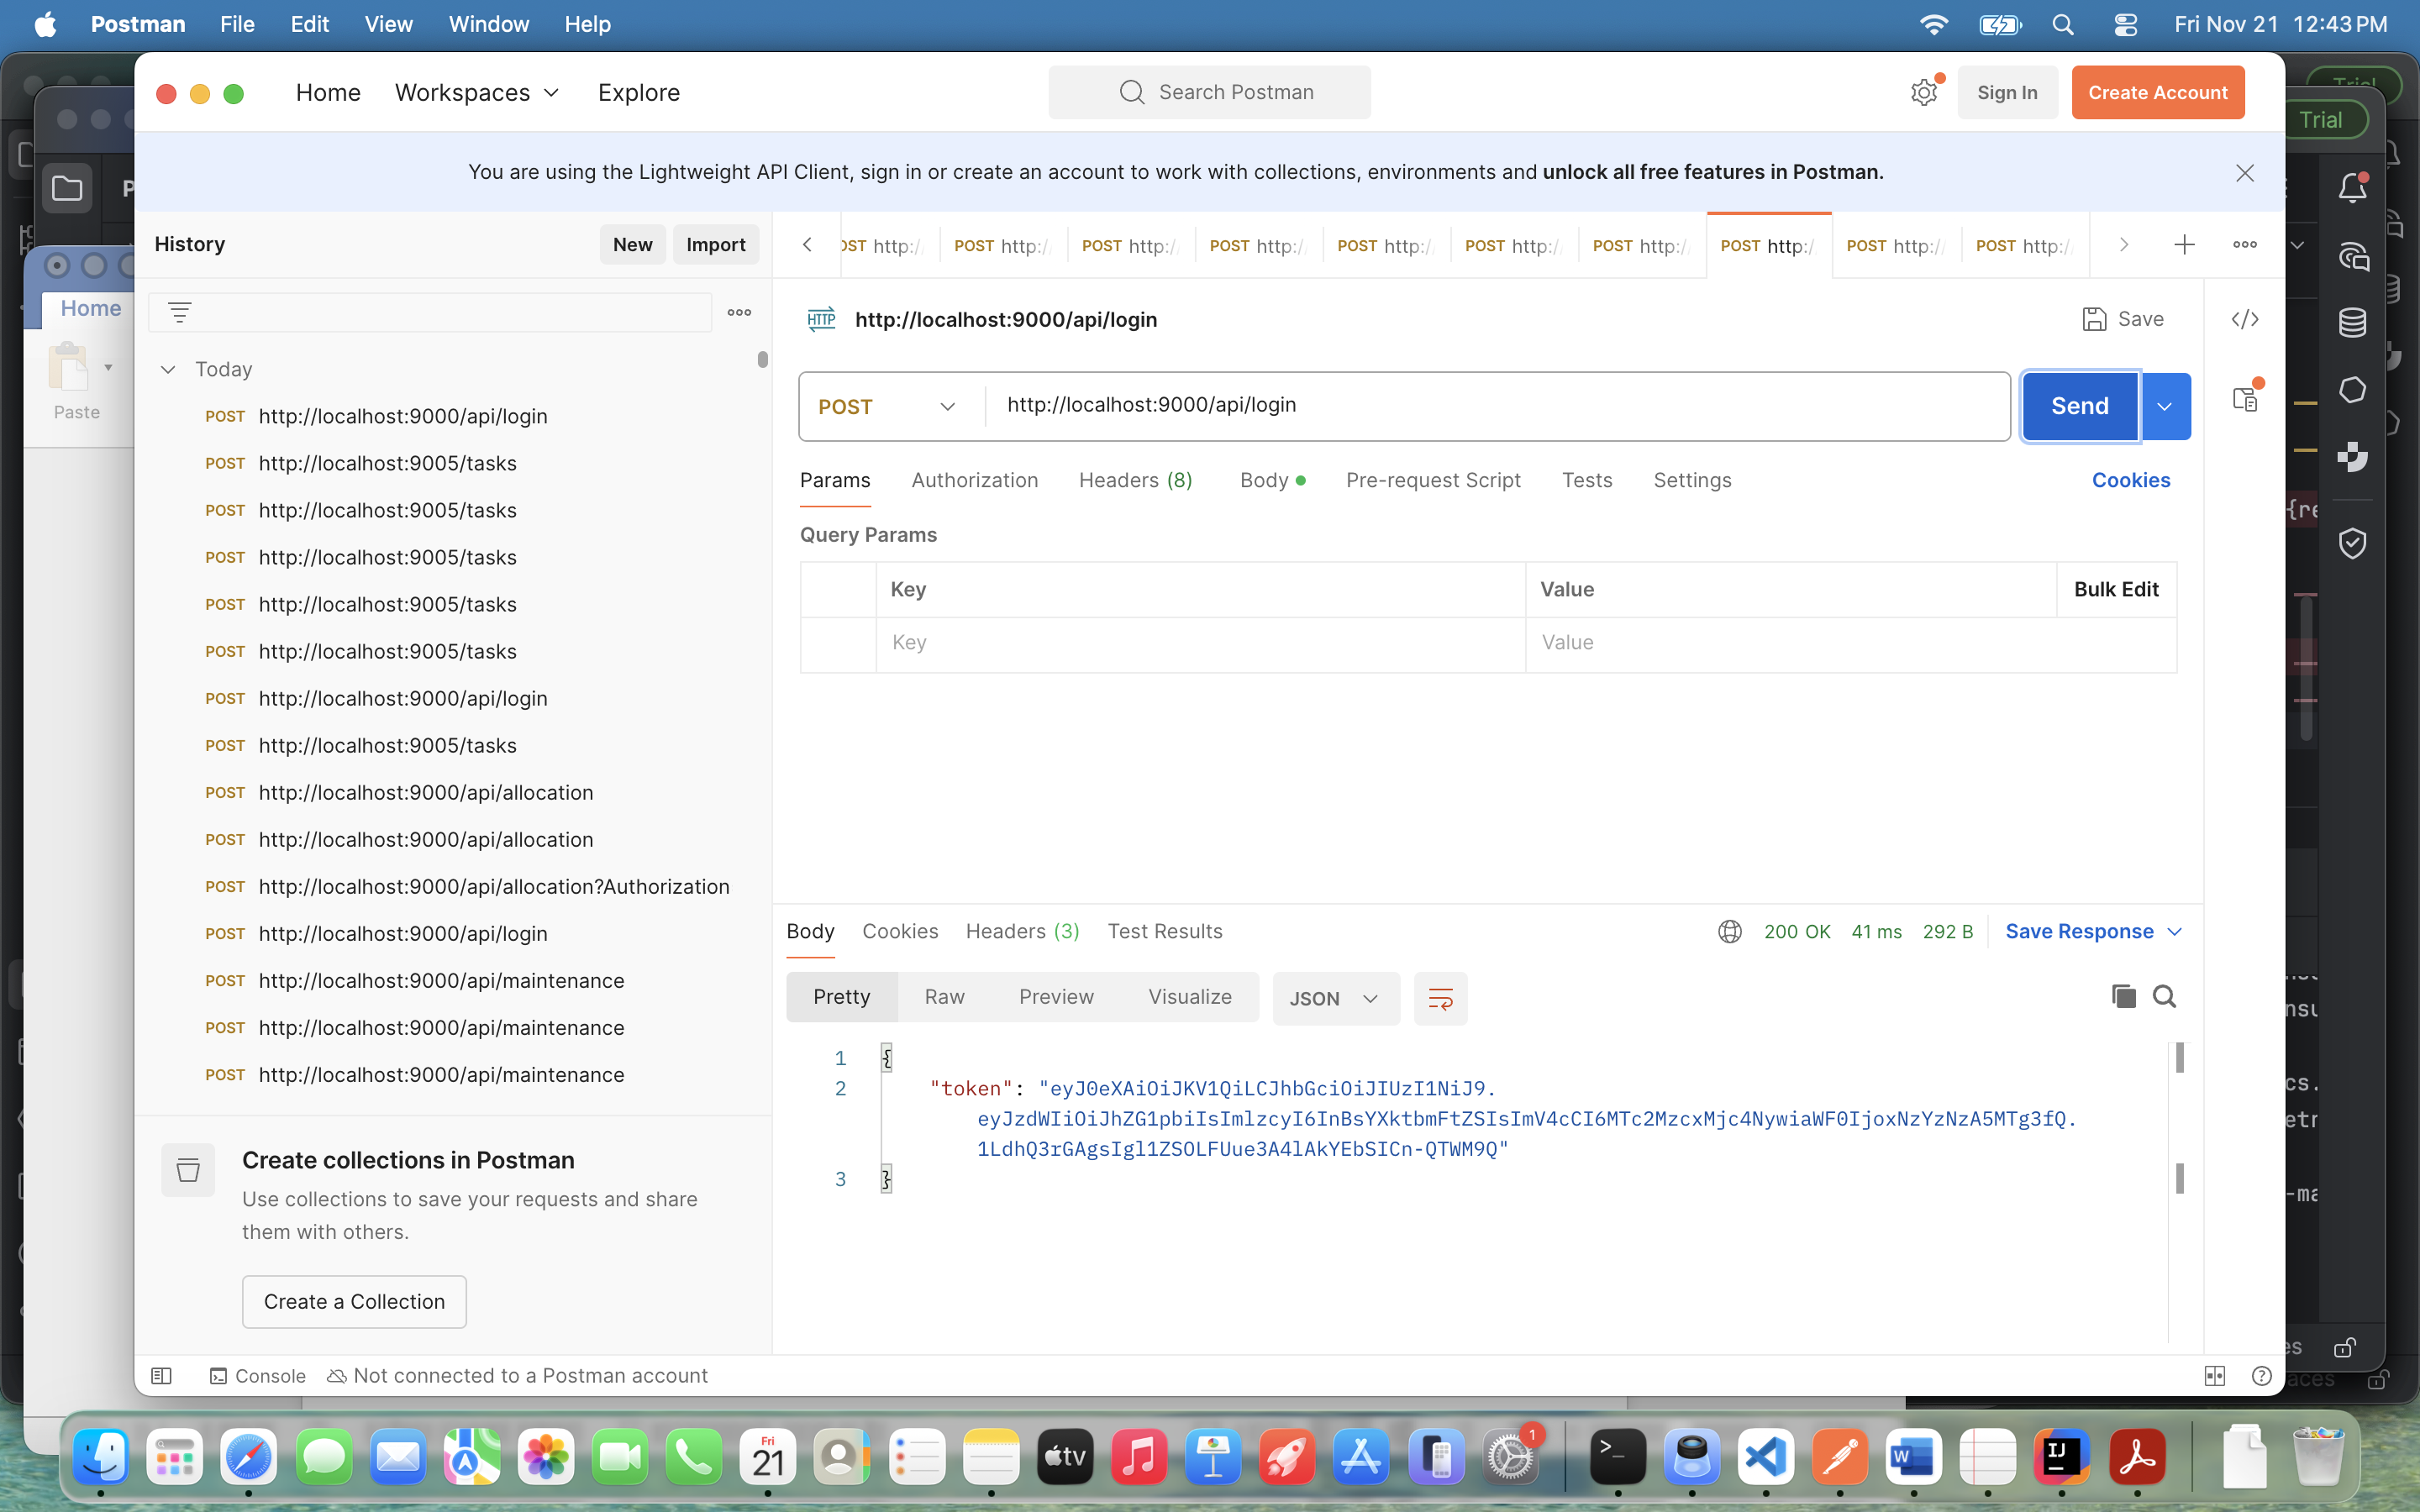 Postman File Edit View Window Help Fri Nov 21 12:43 PM
Home Workspaces Explore Search Postman Sign In Create Account
Trial
Trial
You are using the Lightweight API Client, sign in or create an account to work with collections, environments and unlock all free features in Postman.
History New Import
POST http:/ POST http:/ POST http:/ POST http:/ POST http:/ POST http:/ POST http:/ POST http:/ POST http:/
Home
Paste
HTTP http://localhost:9000/api/login Save
Today
POST http://localhost:9000/api/login
POST http://localhost:9005/tasks
POST http://localhost:9005/tasks
POST http://localhost:9005/tasks
POST http://localhost:9005/tasks
POST http://localhost:9005/tasks
POST http://localhost:9000/api/login
POST http://localhost:9005/tasks
POST http://localhost:9000/api/allocation
POST http://localhost:9000/api/allocation
POST http://localhost:9000/api/allocation?Authorization
POST http://localhost:9000/api/login
POST http://localhost:9000/api/maintenance
POST http://localhost:9000/api/maintenance
POST http://localhost:9000/api/maintenance
POST http://localhost:9000/api/login Send
Params Authorization Headers (8) Body Pre-request Script Tests Settings Cookies
Query Params
Key Value Bulk Edit
Key Value
Body Cookies Headers (3) Test Results 200 OK 41 ms 292 B Save Response
Pretty Raw Preview Visualize JSON
1 {
2 "token": "eyJ0eXAiOiJKV1QiLCJhbGciOiJIUzI1NiJ9.
eyJzdWIiOiJhZG1pbiIsImlzcyI6InBsYXktbmFtZSIsImV4cCI6MTc2MzcxMjc4NywiaWF0IjoxNzYzNzA5MTg3fQ.
1LdhQ3rGAgsIgl1ZSOLFUue3A4lAkYEbSICn-QTWM9Q"
3 }
Create collections in Postman
Use collections to save your requests and share
them with others.
Create a Collection
Console Not connected to a Postman account
Fri
21
tv
1